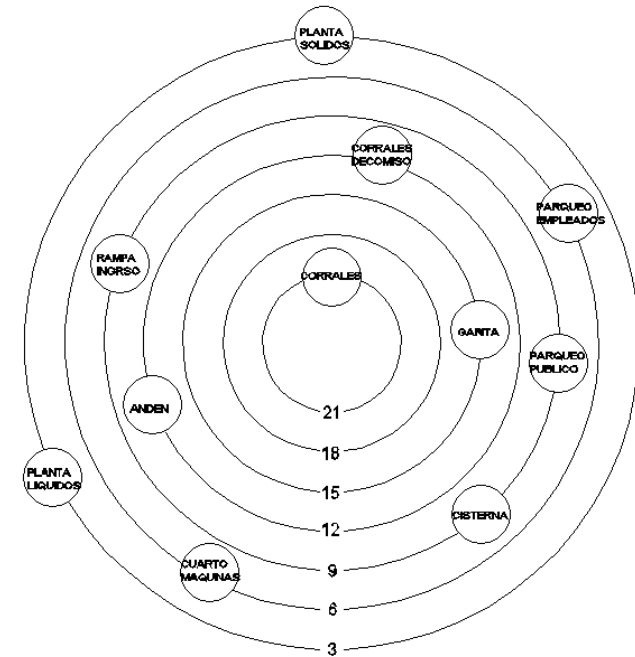 PLANTA
SOLIDOS
CORRALES
DECOMISO
PARQUEO
EMPLEADOS
RAMPA
INGRSO
CORRALES
GARITA
PARQUEO
PUBLICO
ANDEN
21
18
PLANTA
LIQUIDOS
15
CISTERNA
12
CUARTO
MAQUINAS
9
6
3